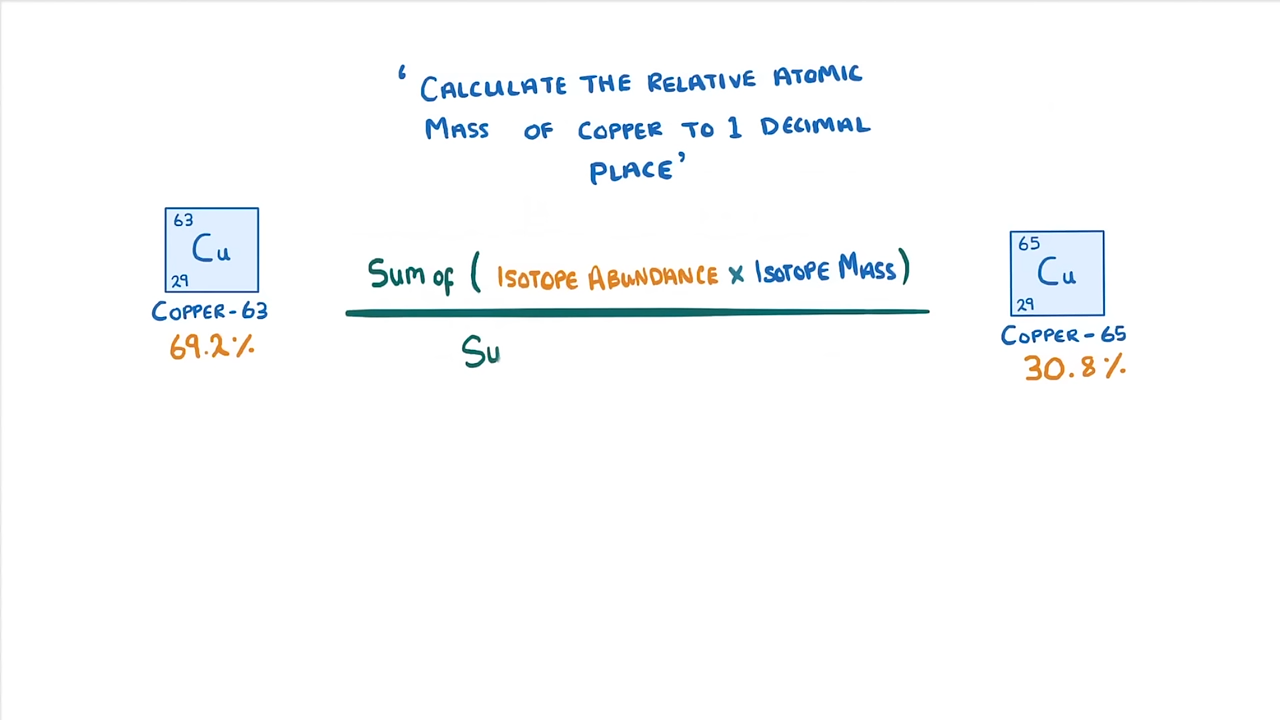 ‘CALCULATE THE RELATIVE ATOMIC
MASS OF COPPER TO 1 DECIMAL
PLACE’
63
Cu
29
COPPER-63
69.2%
Sum of (ISOTOPE ABUNDANCE x ISOTOPE MASS)
Su
65
Cu
29
COPPER-65
30.8%